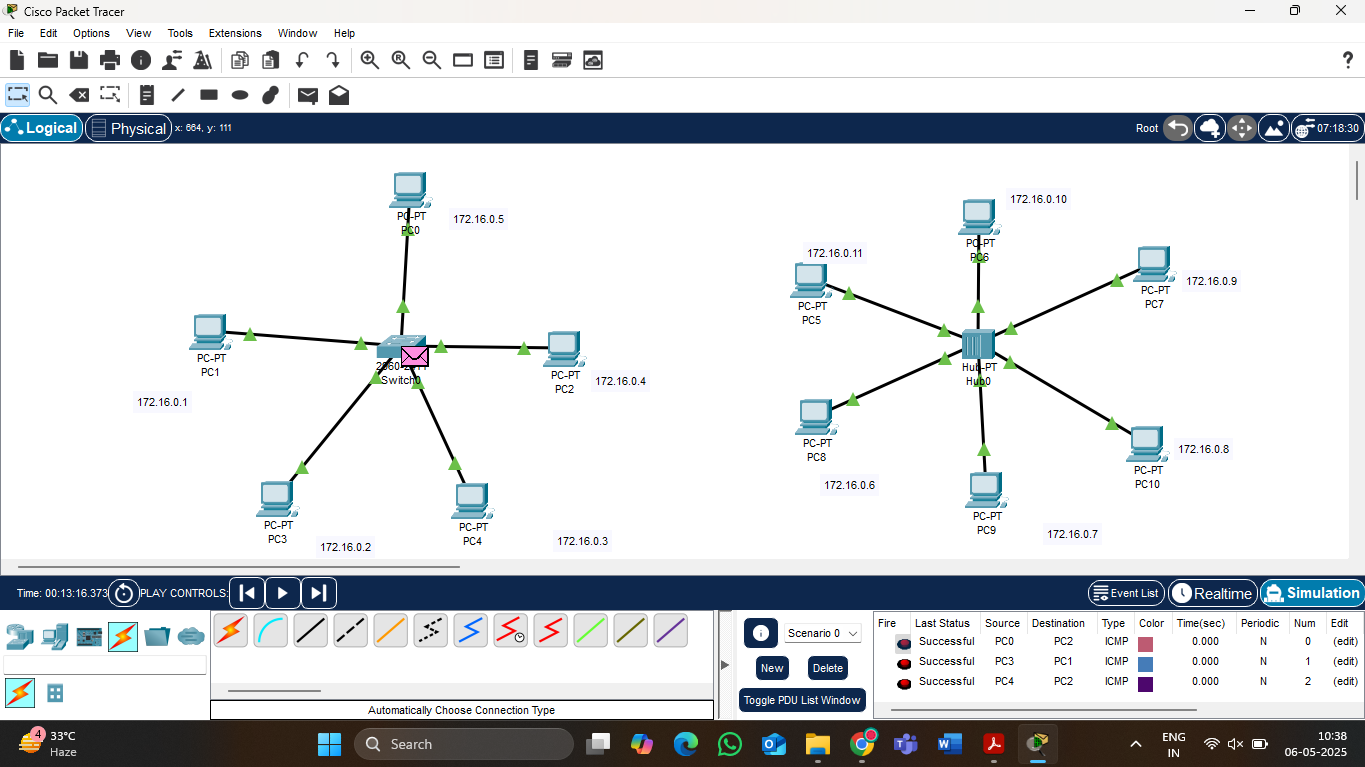 Cisco Packet Tracer
File Edit Options View Tools Extensions Window Help
Logical Physical x: 664, y: 111 Root 07:18:30
PC-PT
PC0
172.16.0.5
PC-PT
PC1
172.16.0.1
Switch0
PC-PT
PC2
172.16.0.4
PC-PT
PC3
172.16.0.2
PC-PT
PC4
172.16.0.3
172.16.0.10
PC-PT
PC6
172.16.0.11
PC-PT
PC5
PC-PT
PC7
172.16.0.9
Hub-PT
Hub0
PC-PT
PC8
172.16.0.6
PC-PT
PC10
172.16.0.8
PC-PT
PC9
172.16.0.7
Time: 00:13:16.373 PLAY CONTROLS: Event List Realtime Simulation
Scenario 0
New Delete
Toggle PDU List Window
Fire Last Status Source Destination Type Color Time(sec) Periodic Num Edit
Successful PC0 PC2 ICMP 0.000 N 0 (edit)
Successful PC3 PC1 ICMP 0.000 N 1 (edit)
Successful PC4 PC2 ICMP 0.000 N 2 (edit)
Automatically Choose Connection Type
4
33°C
Haze
Search
ENG
IN
10:38
06-05-2025